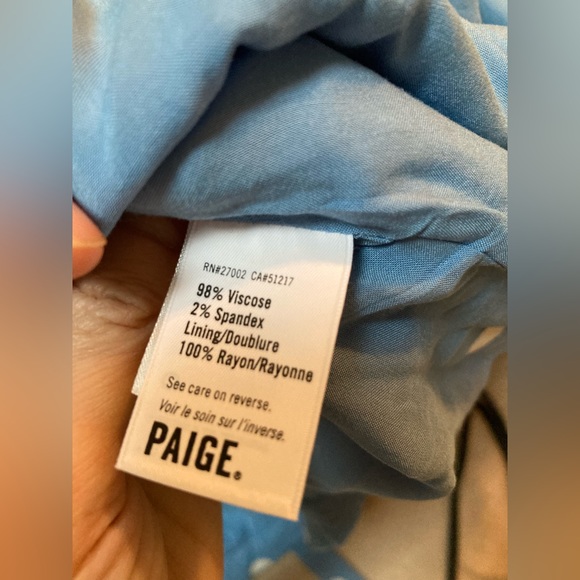 RN#27002 CA#51217
98% Viscose
2% Spandex
Lining/Doublure
100% Rayon/Rayonne
See care on reverse.
Voir le soin sur l'inverse.
PAIGE®